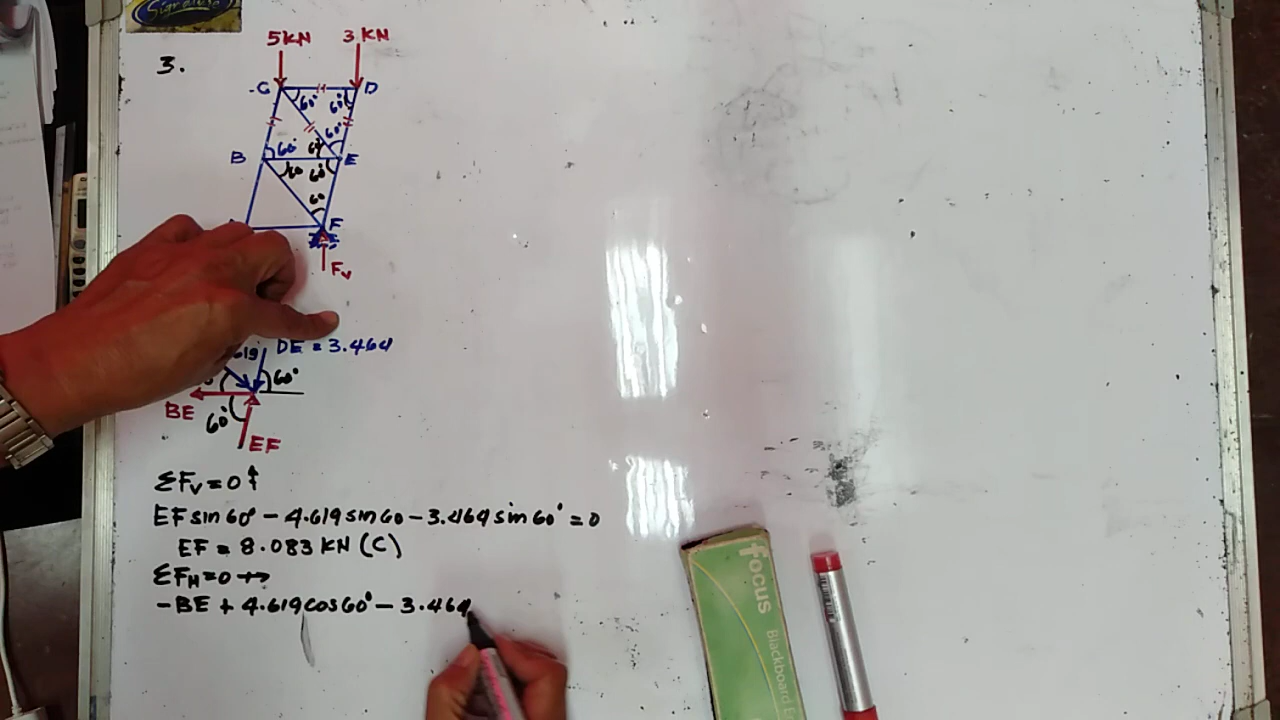 Signature
5KN 3 KN
3.
C D
60° 60°
60°
B 60° 60° E
60 60°
60
F
Fv
619 DE = 3.464
60°
BE 60°
EF
ΣFv=0↑
EF sin 60° - 4.619 sin 60 - 3.464 sin 60° = 0
EF = 8.083 KN (C)
ΣFH=0 →+
-BE + 4.619 cos 60° - 3.464
focus
Blackboard E